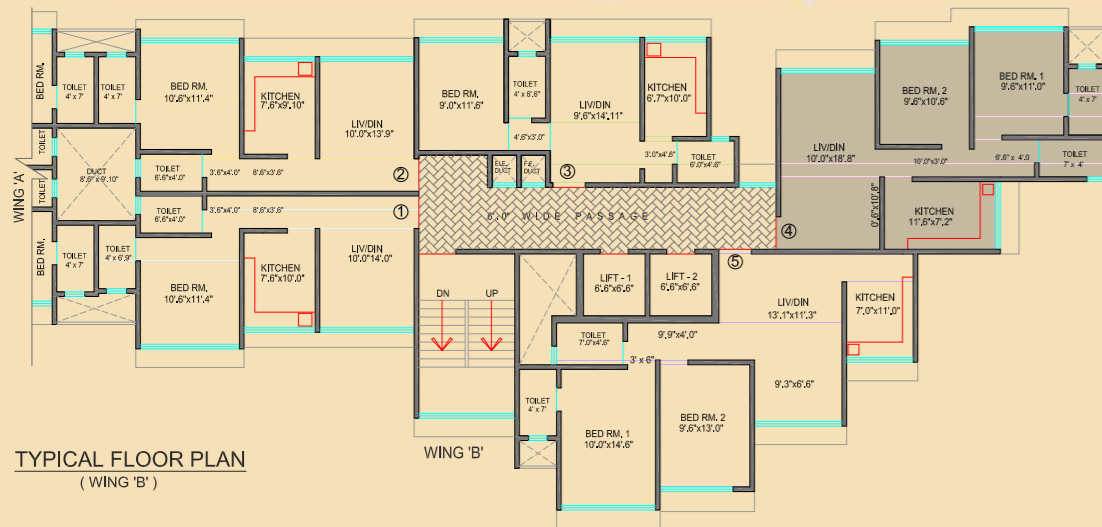 WING 'A'
BED RM.
TOILET
4' x 7'
TOILET
4' x 7'
BED RM.
10'.6"x11'.4"
KITCHEN
7'.6"x9'.10"
LIV/DIN
10'.0"x13'.9"
TOILET
TOILET
DUCT
8'.6"x9'.10"
TOILET
6'.6"x4'.0"
3'.6"x4'.0"
8'.6"x3'.6"
2
TOILET
6'.6"x4'.0"
3'.6"x4'.0"
8'.6"x3'.6"
1
BED RM.
TOILET
4' x 7'
TOILET
4' x 6'.9"
BED RM.
10'.6"x11'.4"
KITCHEN
7'.6"x10'.0"
LIV/DIN
10'.0"x14'.0"
BED RM.
9'.0"x11'.6"
TOILET
4' x 6'.6"
4'.6"x3'.0"
LIV/DIN
9'.6"x14'.11"
KITCHEN
6'.7"x10'.0"
3'.0"x4'.6"
TOILET
6'.0"x4'.6"
ELE.
DUCT
F.F.
DUCT
3
6'.0" WIDE PASSAGE
LIV/DIN
10'.0"x18'.8"
BED RM. 2
9'.6"x10'.6"
BED RM. 1
9'.6"x11'.0"
TOILET
4' x 7'
10'.0"x3'.0"
6'.6" x 4'.0
TOILET
7' x 4'
0'.6"x10'.8"
KITCHEN
11'.6"x7'.2"
4
5
DN
UP
LIFT - 1
6'.6"x6'.6"
LIFT - 2
6'.6"x6'.6"
LIV/DIN
13'.1"x11'.3"
KITCHEN
7'.0"x11'.0"
TOILET
7'.0"x4'.6"
9'.9"x4'.0"
3' x 6"
9'.3"x6'.6"
TOILET
4' x 7'
BED RM. 1
10'.0"x14'.6"
BED RM. 2
9'.6"x13'.0"
WING 'B'
TYPICAL FLOOR PLAN
( WING 'B' )